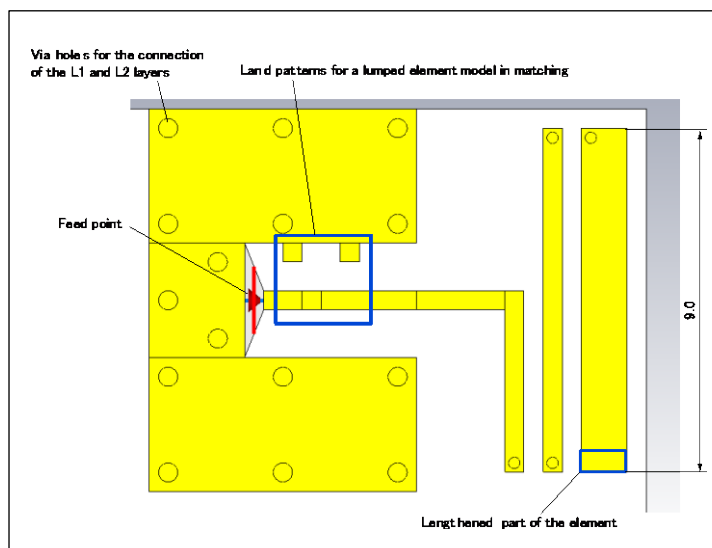 Via holes for the connection
of the L1 and L2 layers
Land patterns for a lumped element model in matching
Feed point
9.0
Lengthened part of the element